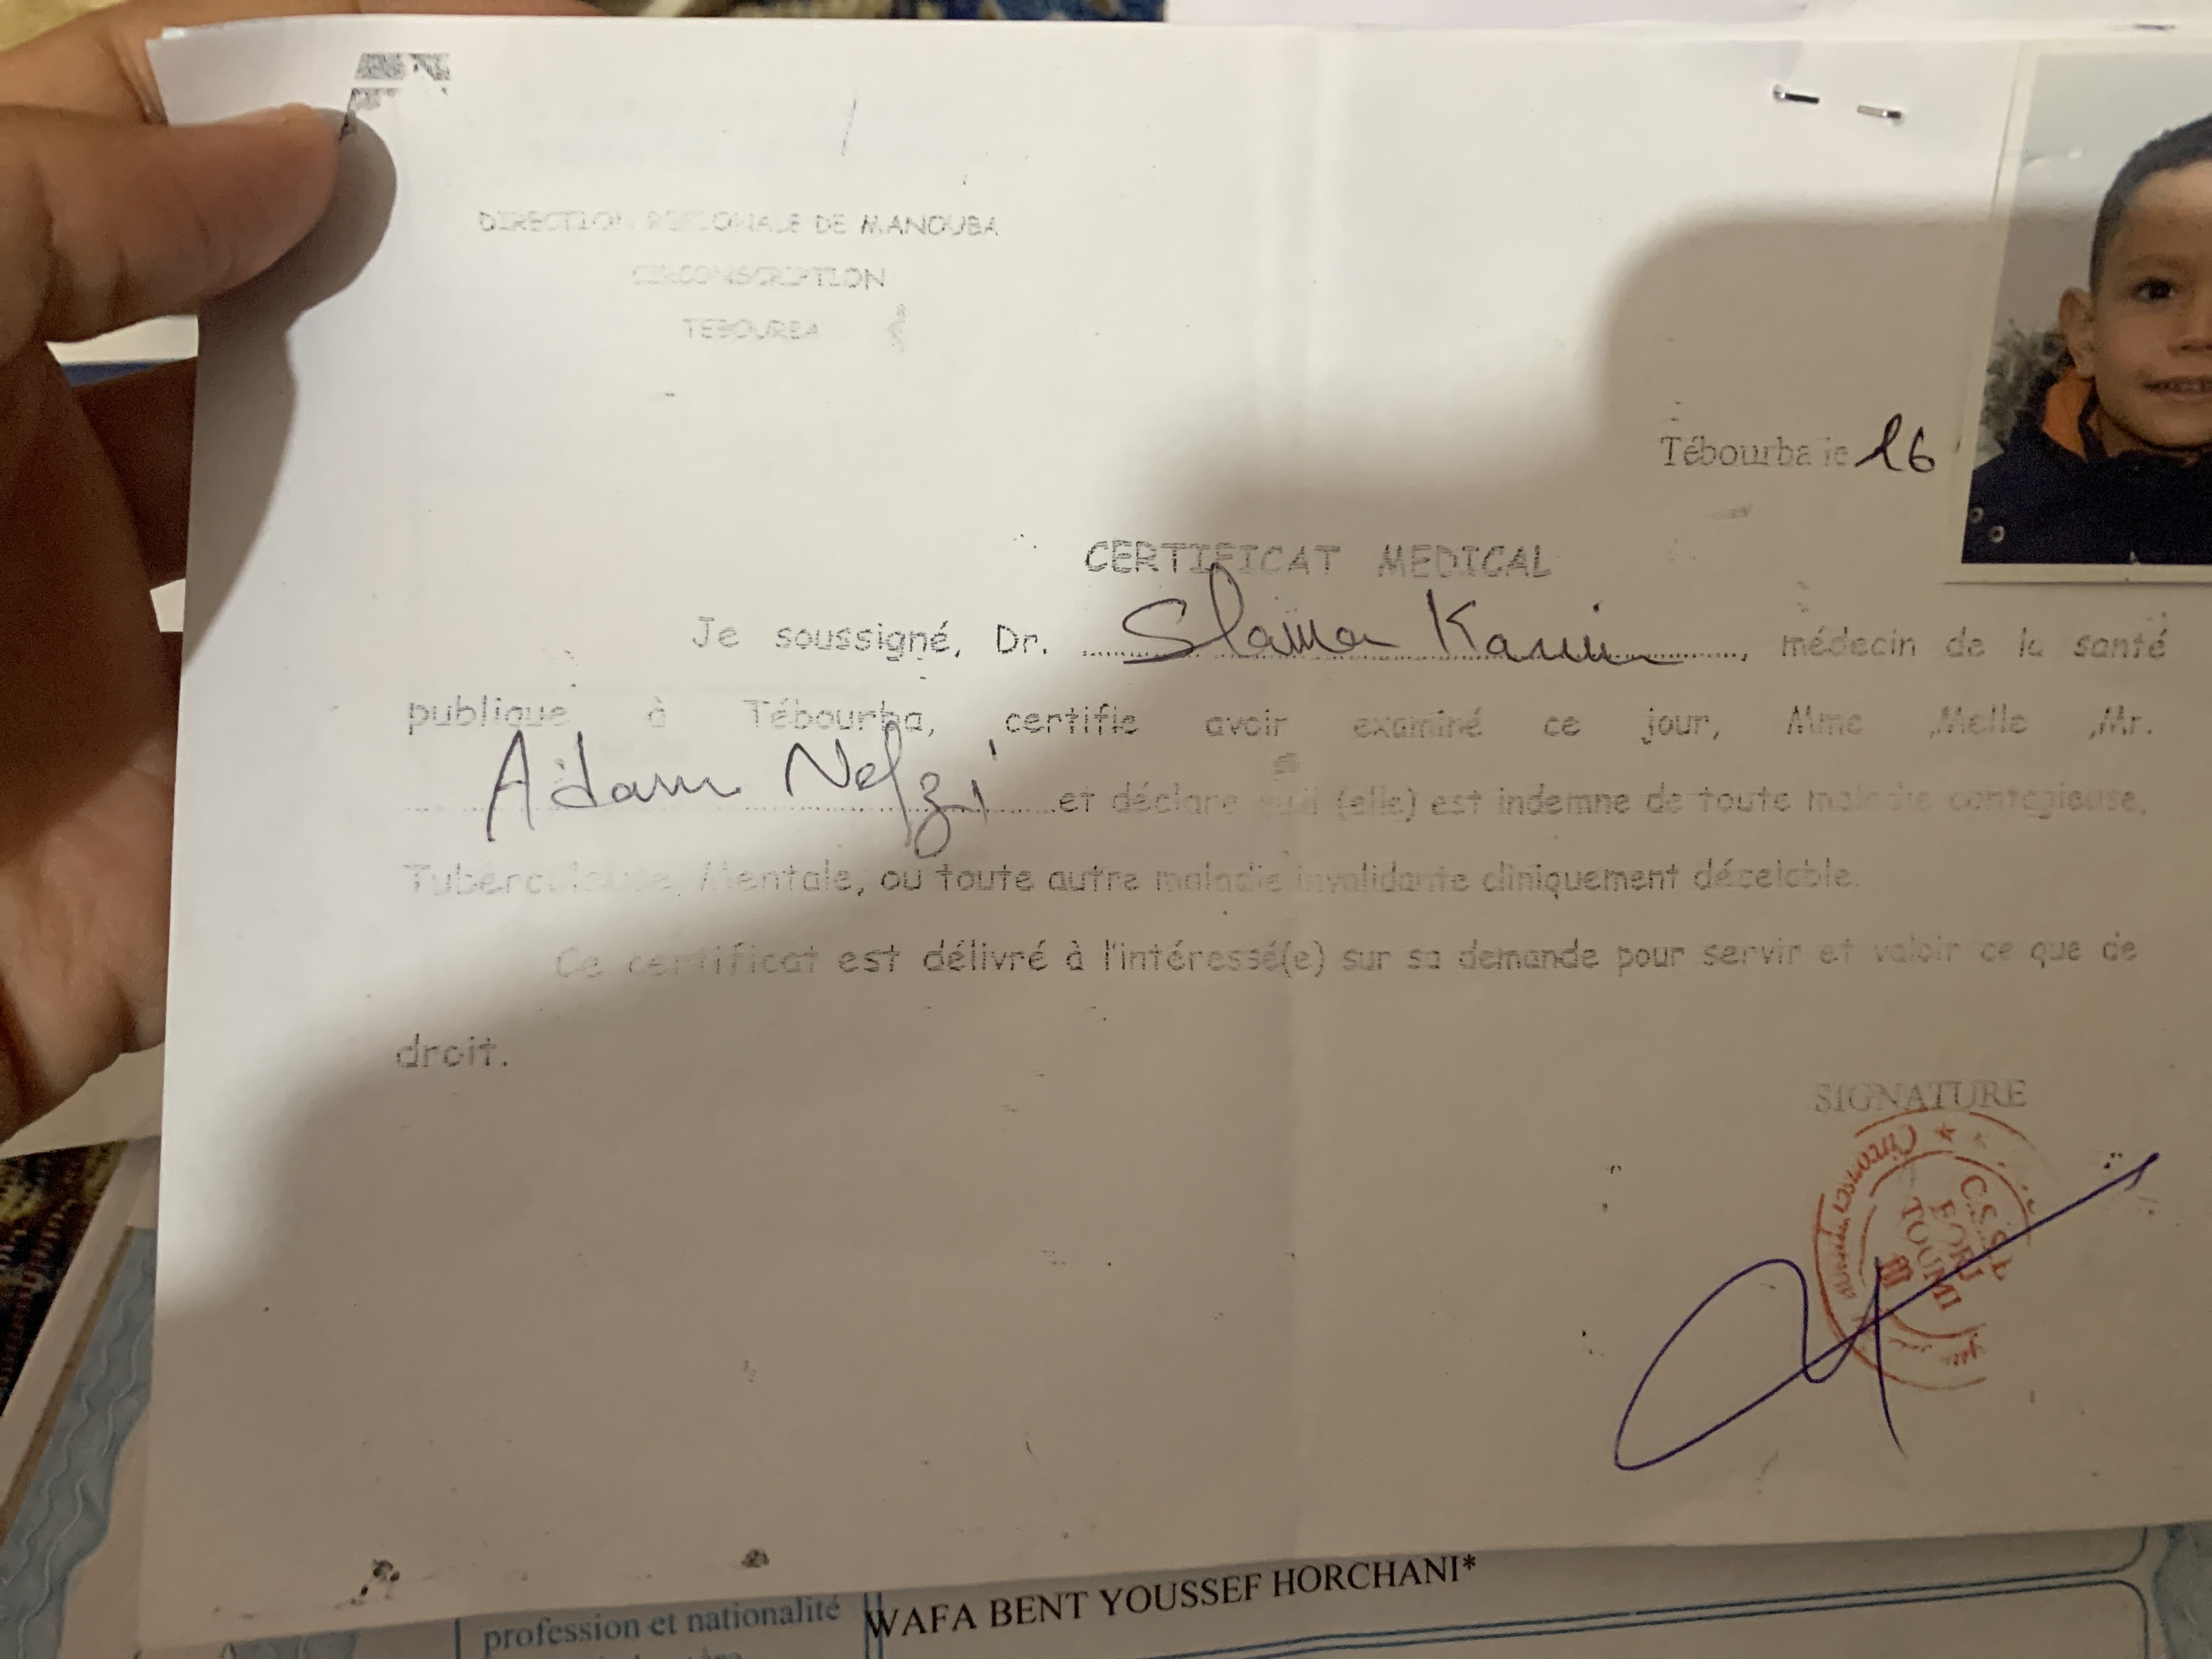 DIRECTION REGIONALE DE MANOUBA
CIRCONSCRIPTION
TEBOURBA
Tébourba le 16
CERTIFICAT MEDICAL
Je soussigné, Dr. Slama Karim, médecin de la santé
publique à Tébourba, certifie avoir examiné ce jour, Mme ,Melle ,Mr.
Adam et déclare qu'il (elle) est indemne de toute maladie contagieuse,
Tuberculeuse, Mentale, ou toute autre maladie invalidante cliniquement décelable.
Ce certificat est délivré à l'intéressé(e) sur sa demande pour servir et valoir ce que de
droit.
SIGNATURE
C.S.S.B
BORJ
TOUMI
WAFA BENT YOUSSEF HORCHANI*
profession et nationalité